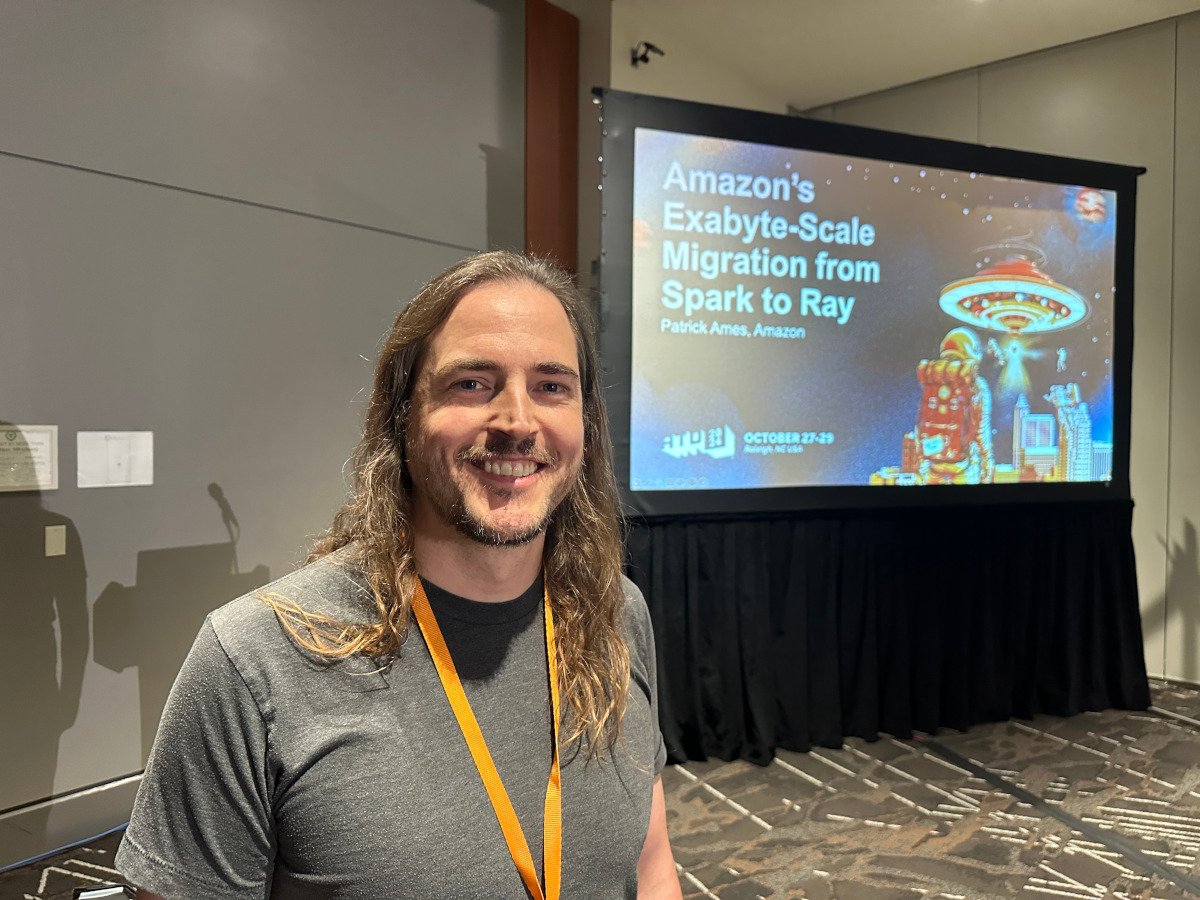 Amazon's
Exabyte-Scale
Migration from
Spark to Ray
Patrick Ames, Amazon
OCTOBER 27-29
Raleigh, NC USA